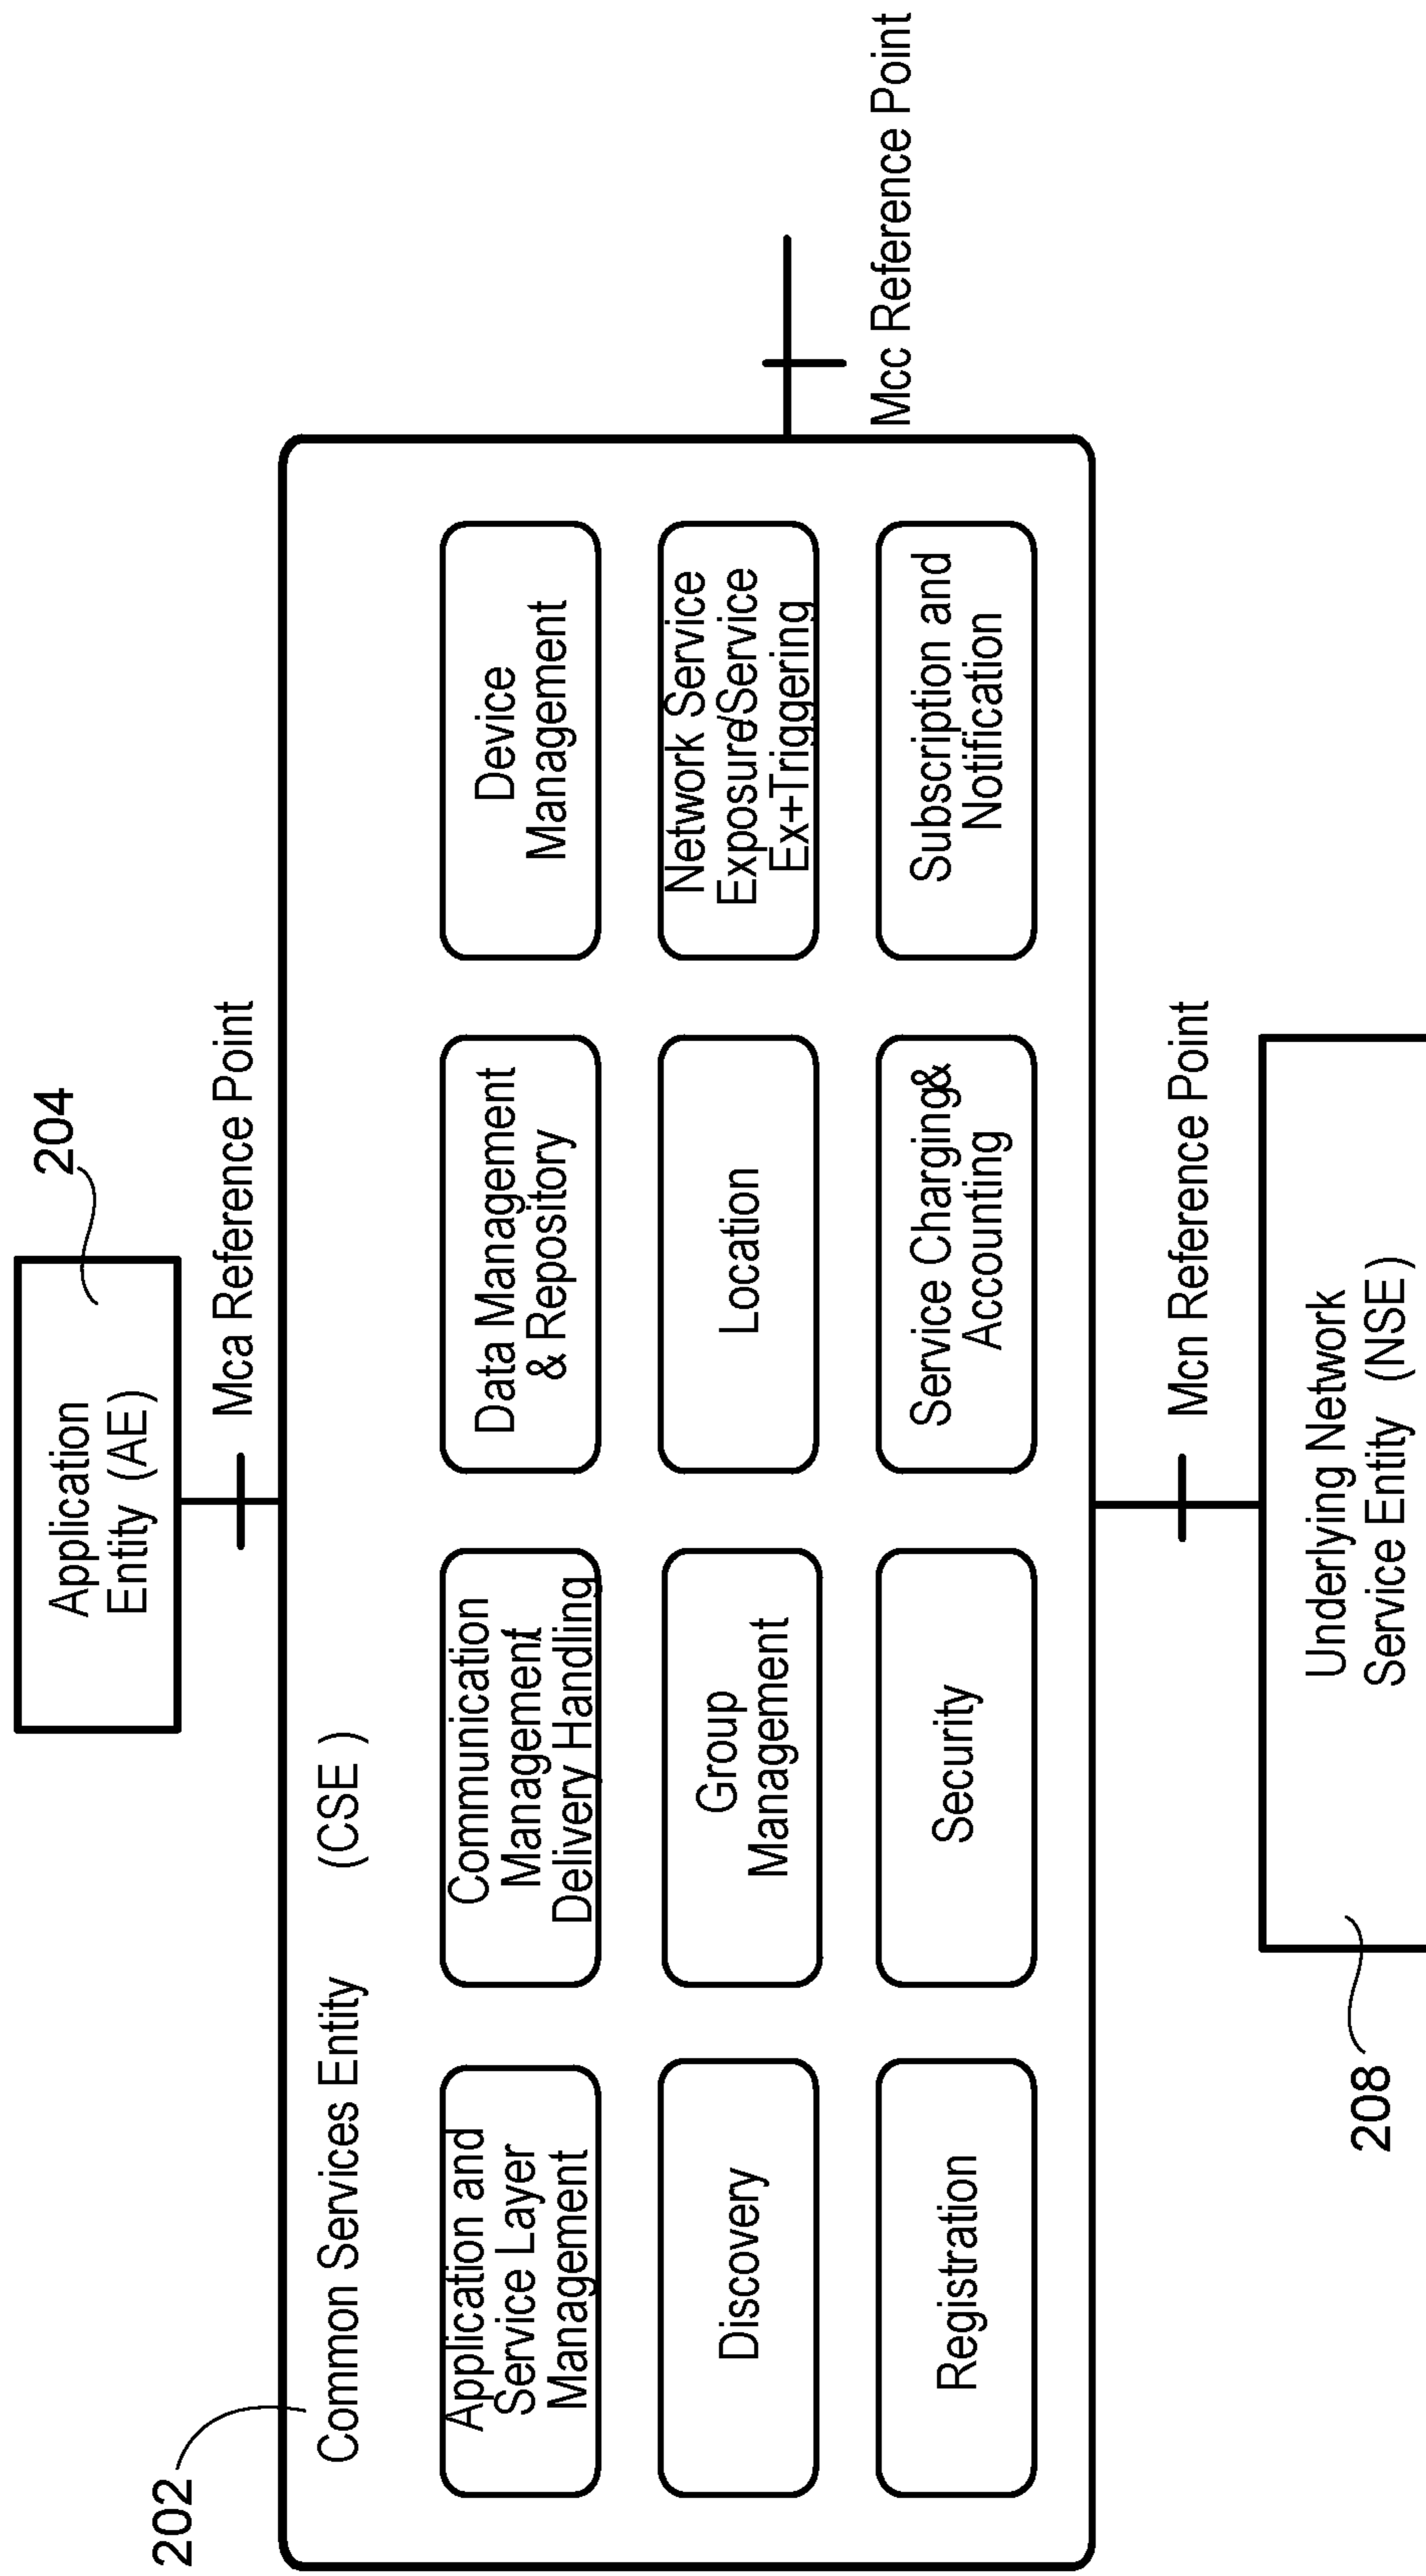 204
Application
Entity (AE)
Mca Reference Point
202
Common Services Entity (CSE)
Application and
Service Layer
Management
Communication
Management/
Delivery Handling
Data Management
& Repository
Device
Management
Discovery
Group
Management
Location
Network Service
Exposure/Service
Ex+Triggering
Registration
Security
Service Charging&
Accounting
Subscription and
Notification
Mcc Reference Point
Mcn Reference Point
208
Underlying Network
Service Entity (NSE)